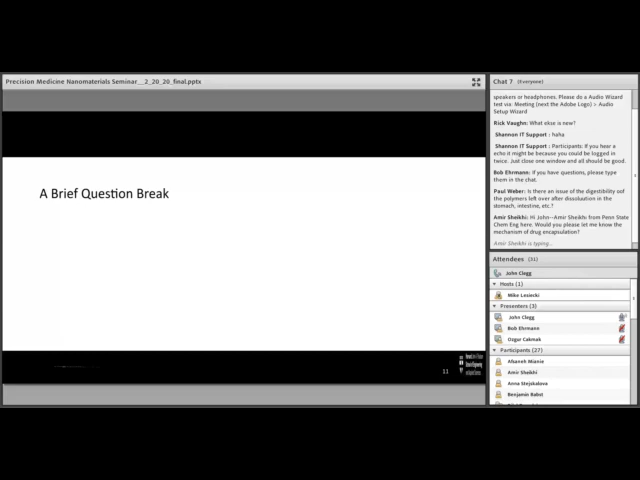 Precision Medicine Nanomaterials Seminar__2_20_20_final.pptx
A Brief Question Break
11
Chat 7 (Everyone)
speakers or headphones. Please do a Audio Wizard
test via: Meeting (next the Adobe Logo) > Audio
Setup Wizard
Rick Vaughn: What ekse is new?
Shannon IT Support : haha
Shannon IT Support : Participants: If you hear a
echo it might be because you could be logged in
twice. Just close one window and all should be good.
Bob Ehrmann: If you have questions, please type
them in the chat.
Paul Weber: Is there an issue of the digestibility oof
the polymers left over after dissoluation in the
stomach, intestine, etc.?
Amir Sheikhi: Hi John--Amir Sheikhi from Penn State
Chem Eng here. Would you please let me know the
mechanism of drug encapsulation?
Amir Sheikhi is typing...
Attendees (31)
John Clegg
Hosts (1)
Mike Lesiecki
Presenters (3)
John Clegg
Bob Ehrmann
Ozgur Cakmak
Participants (27)
Afsaneh Mizaie
Amir Sheikhi
Anna Stejskalova
Benjamin Babst